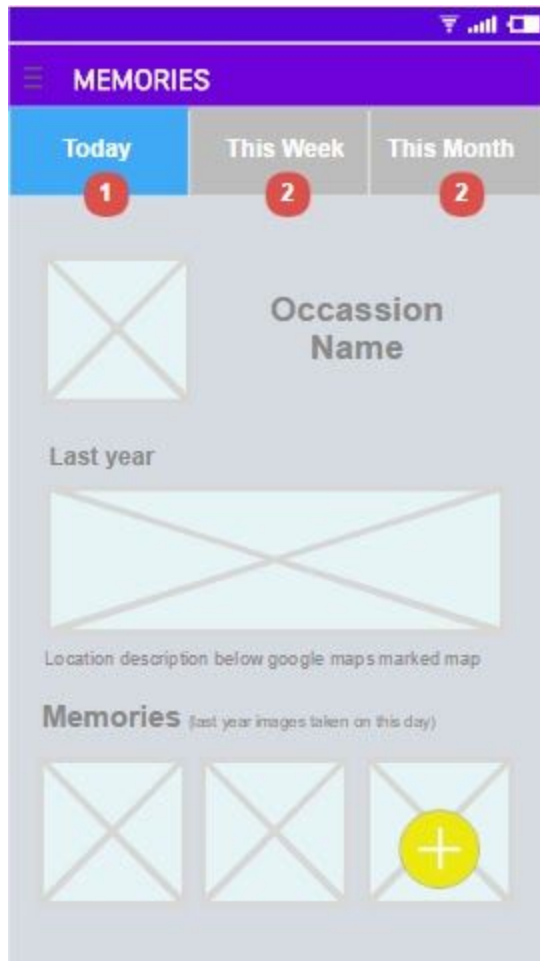 MEMORIES
Today This Week This Month
1 2 2
Occassion
Name
Last year
Location description below google maps marked map
Memories (last year images taken on this day)